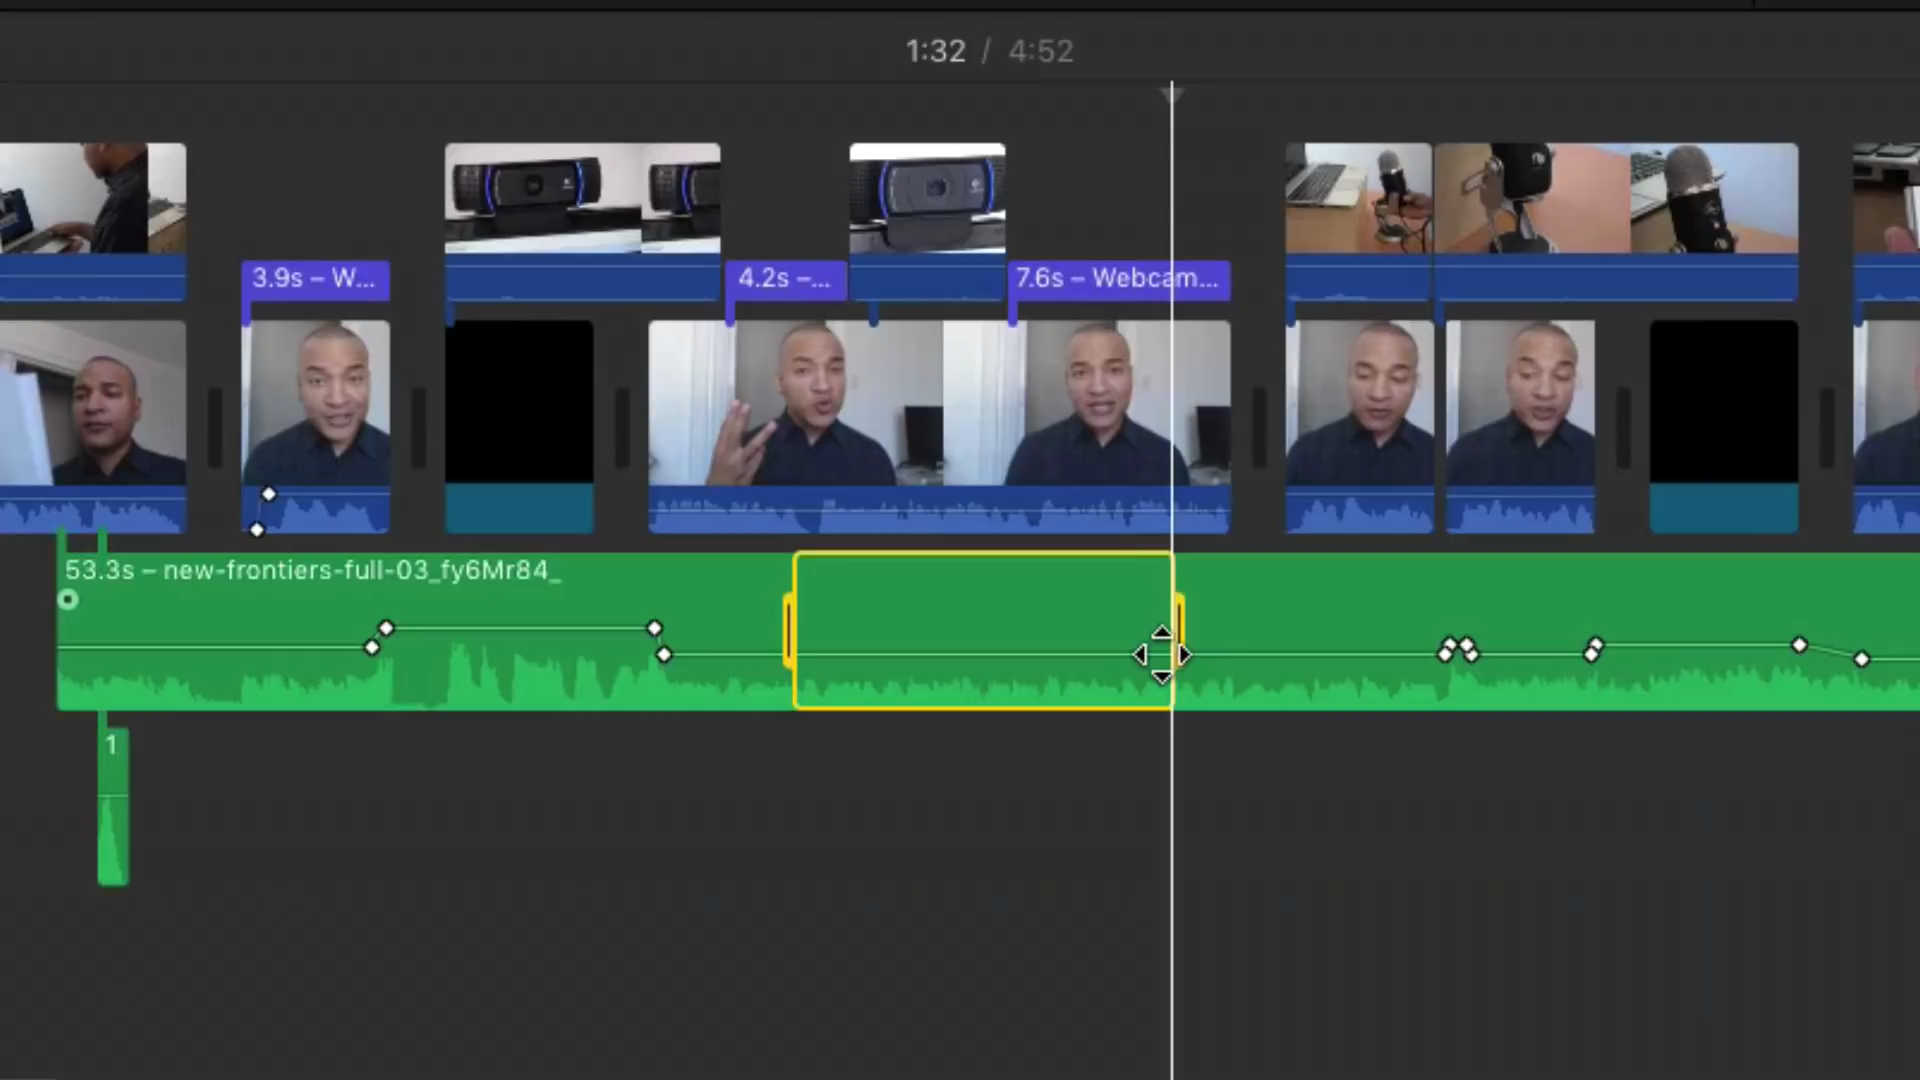 1:32 / 4:52
3.9s – W...
4.2s –...
7.6s – Webcam...
53.3s – new-frontiers-full-03_fy6Mr84_
1